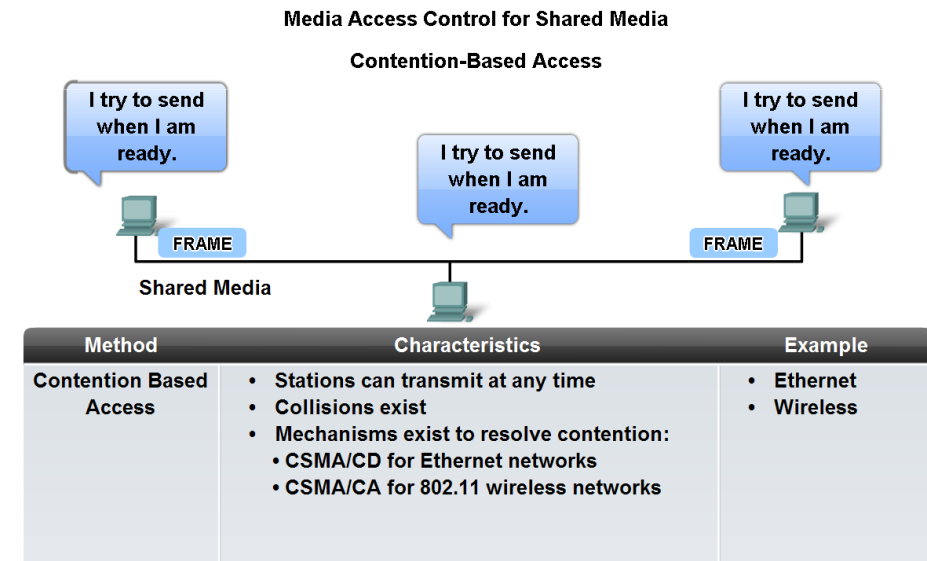 Media Access Control for Shared Media
Contention-Based Access
I try to send
when I am
ready.
I try to send
when I am
ready.
I try to send
when I am
ready.
FRAME
FRAME
Shared Media
Method
Characteristics
Example
Contention Based
Access
• Stations can transmit at any time
• Collisions exist
• Mechanisms exist to resolve contention:
• CSMA/CD for Ethernet networks
• CSMA/CA for 802.11 wireless networks
• Ethernet
• Wireless